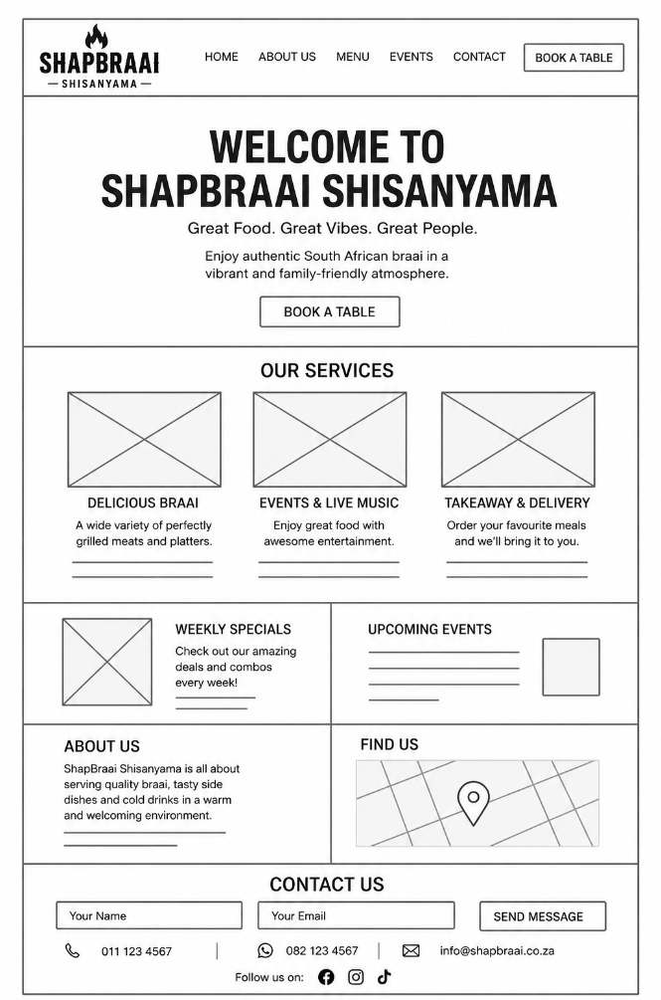 SHAPBRAAI
SHISANYAMA
HOME ABOUT US MENU EVENTS CONTACT BOOK A TABLE
WELCOME TO
SHAPBRAAI SHISANYAMA
Great Food. Great Vibes. Great People.
Enjoy authentic South African braai in a
vibrant and family-friendly atmosphere.
BOOK A TABLE
OUR SERVICES
DELICIOUS BRAAI
A wide variety of perfectly
grilled meats and platters.
EVENTS & LIVE MUSIC
Enjoy great food with
awesome entertainment.
TAKEAWAY & DELIVERY
Order your favourite meals
and we'll bring it to you.
WEEKLY SPECIALS
Check out our amazing
deals and combos
every week!
UPCOMING EVENTS
ABOUT US
ShapBraai Shisanyama is all about
serving quality braai, tasty side
dishes and cold drinks in a warm
and welcoming environment.
FIND US
CONTACT US
Your Name
Your Email
SEND MESSAGE
011 123 4567
082 123 4567
info@shapbraai.co.za
Follow us on: